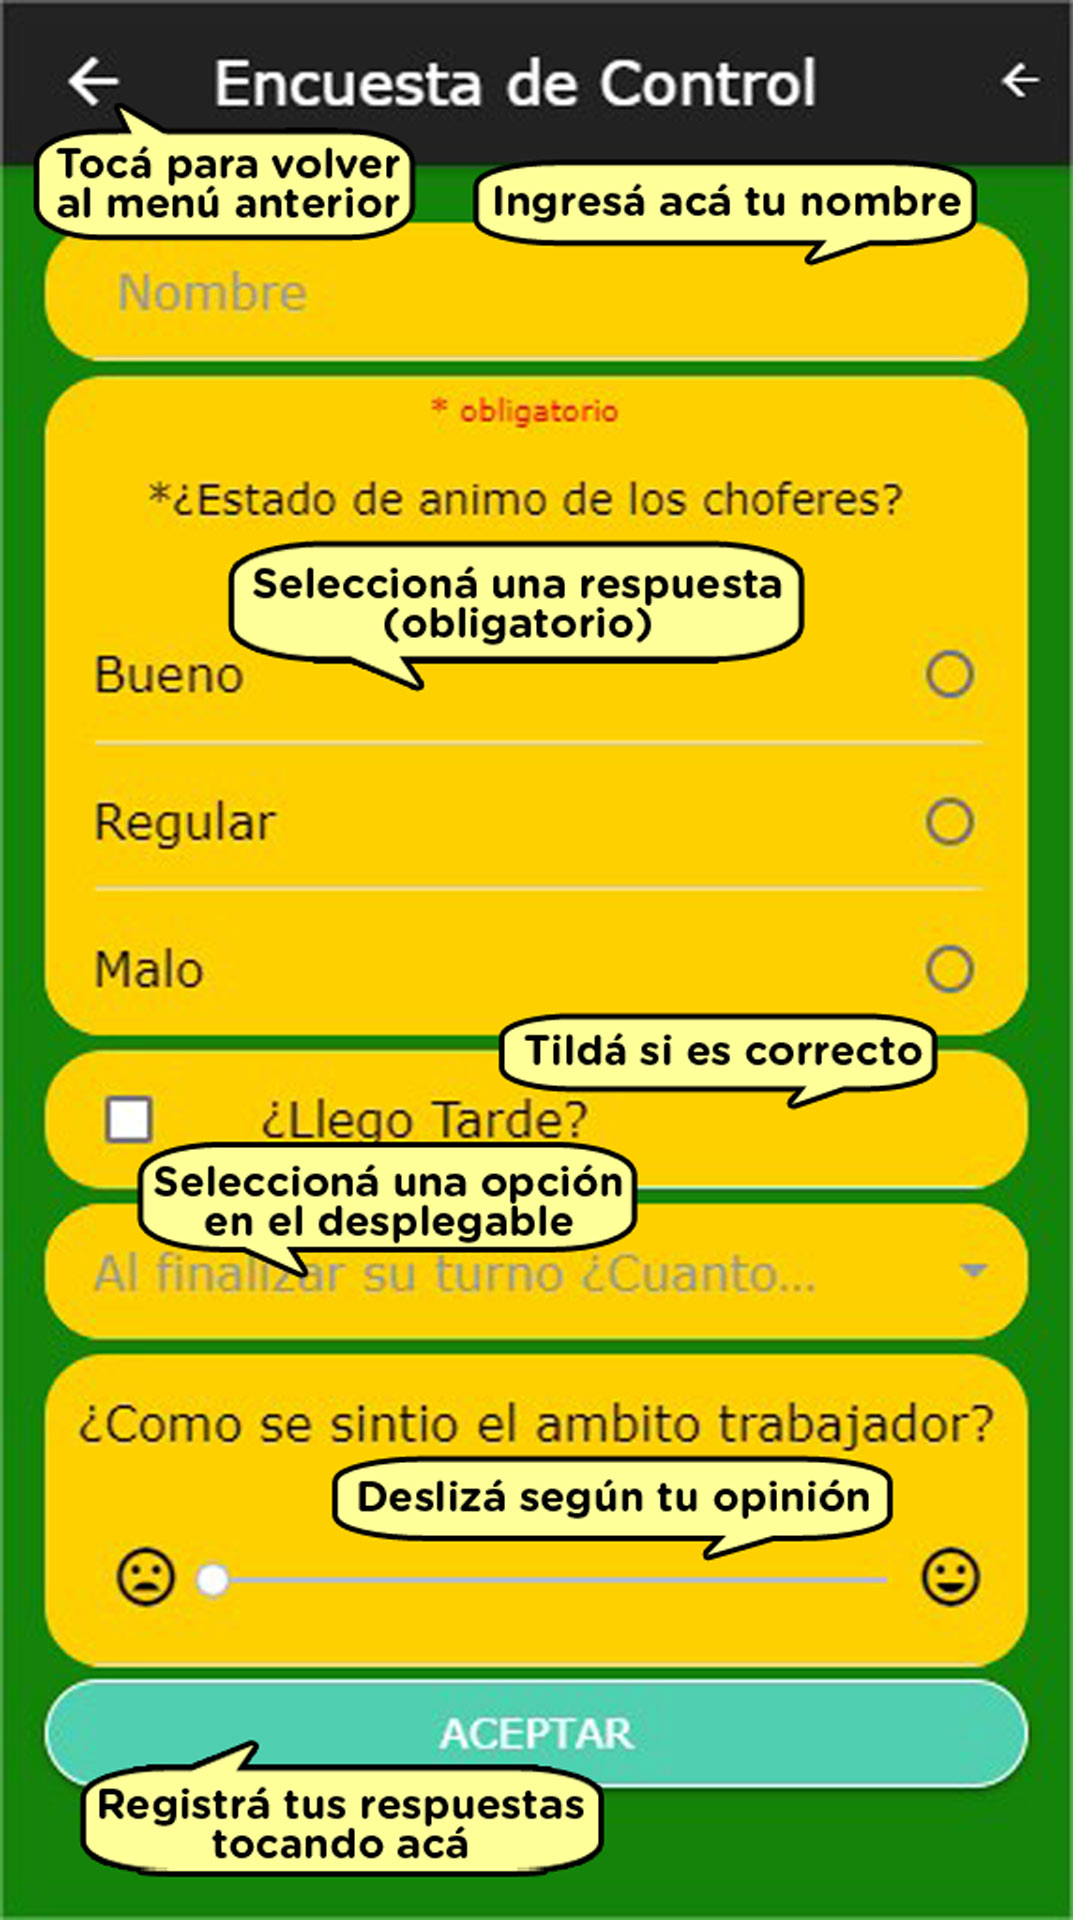 Encuesta de Control
Tocá para volver
al menú anterior
Ingresá acá tu nombre
Nombre
* obligatorio
*¿Estado de animo de los choferes?
Seleccioná una respuesta
(obligatorio)
Bueno
Regular
Malo
Tildá si es correcto
¿Llego Tarde?
Seleccioná una opción
en el desplegable
Al finalizar su turno ¿Cuanto...
¿Como se sintio el ambito trabajador?
Deslizá según tu opinión
ACEPTAR
Registrá tus respuestas
tocando acá